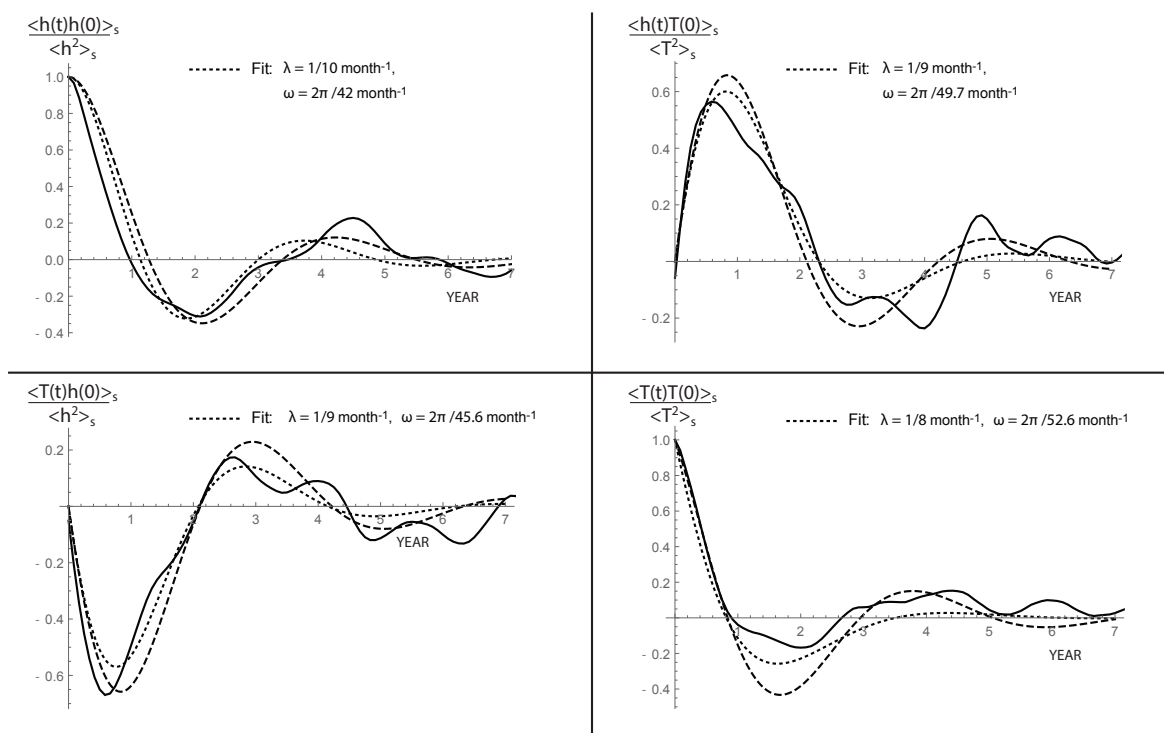 <h(t)h(0)>s
<h²>s
Fit: λ = 1/10 month-1,
ω = 2π /42 month-1
1.0
0.8
0.6
0.4
0.2
0.0
- 0.2
- 0.4
1 2 3 4 5 6 7
YEAR
<h(t)T(0)>s
<T²>s
Fit: λ = 1/9 month-1,
ω = 2π /49.7 month-1
0.6
0.4
0.2
- 0.2
1 2 3 4 5 6 7
YEAR
<T(t)h(0)>s
<h²>s
Fit: λ = 1/9 month-1, ω = 2π /45.6 month-1
0.2
- 0.2
- 0.4
- 0.6
1 2 3 4 5 6 7
YEAR
<T(t)T(0)>s
<T²>s
Fit: λ = 1/8 month-1, ω = 2π /52.6 month-1
1.0
0.8
0.6
0.4
0.2
0.0
- 0.2
- 0.4
1 2 3 4 5 6 7
YEAR